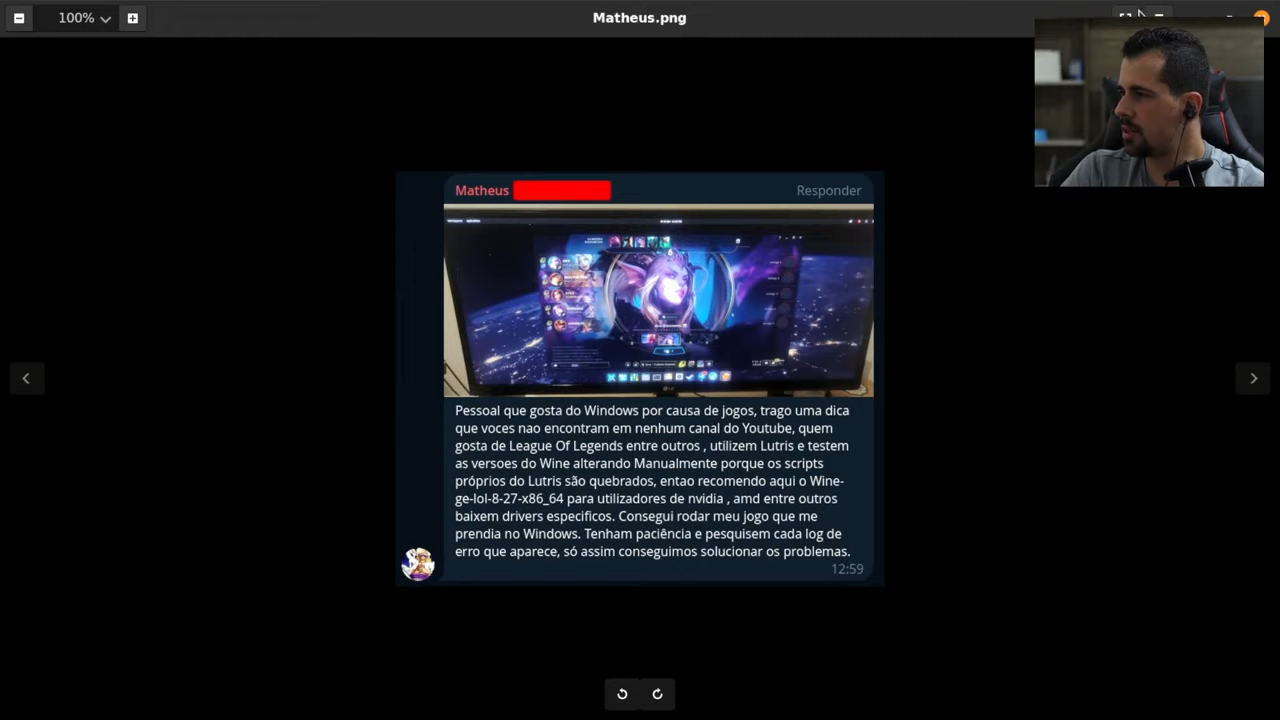 100%
Matheus.png
Matheus
Responder
Pessoal que gosta do Windows por causa de jogos, trago uma dica
que voces nao encontram em nenhum canal do Youtube, quem
gosta de League Of Legends entre outros , utilizem Lutris e testem
as versoes do Wine alterando Manualmente porque os scripts
próprios do Lutris são quebrados, entao recomendo aqui o Wine-
ge-lol-8-27-x86_64 para utilizadores de nvidia , amd entre outros
baixem drivers especificos. Consegui rodar meu jogo que me
prendia no Windows. Tenham paciência e pesquisem cada log de
erro que aparece, só assim conseguimos solucionar os problemas.
12:59